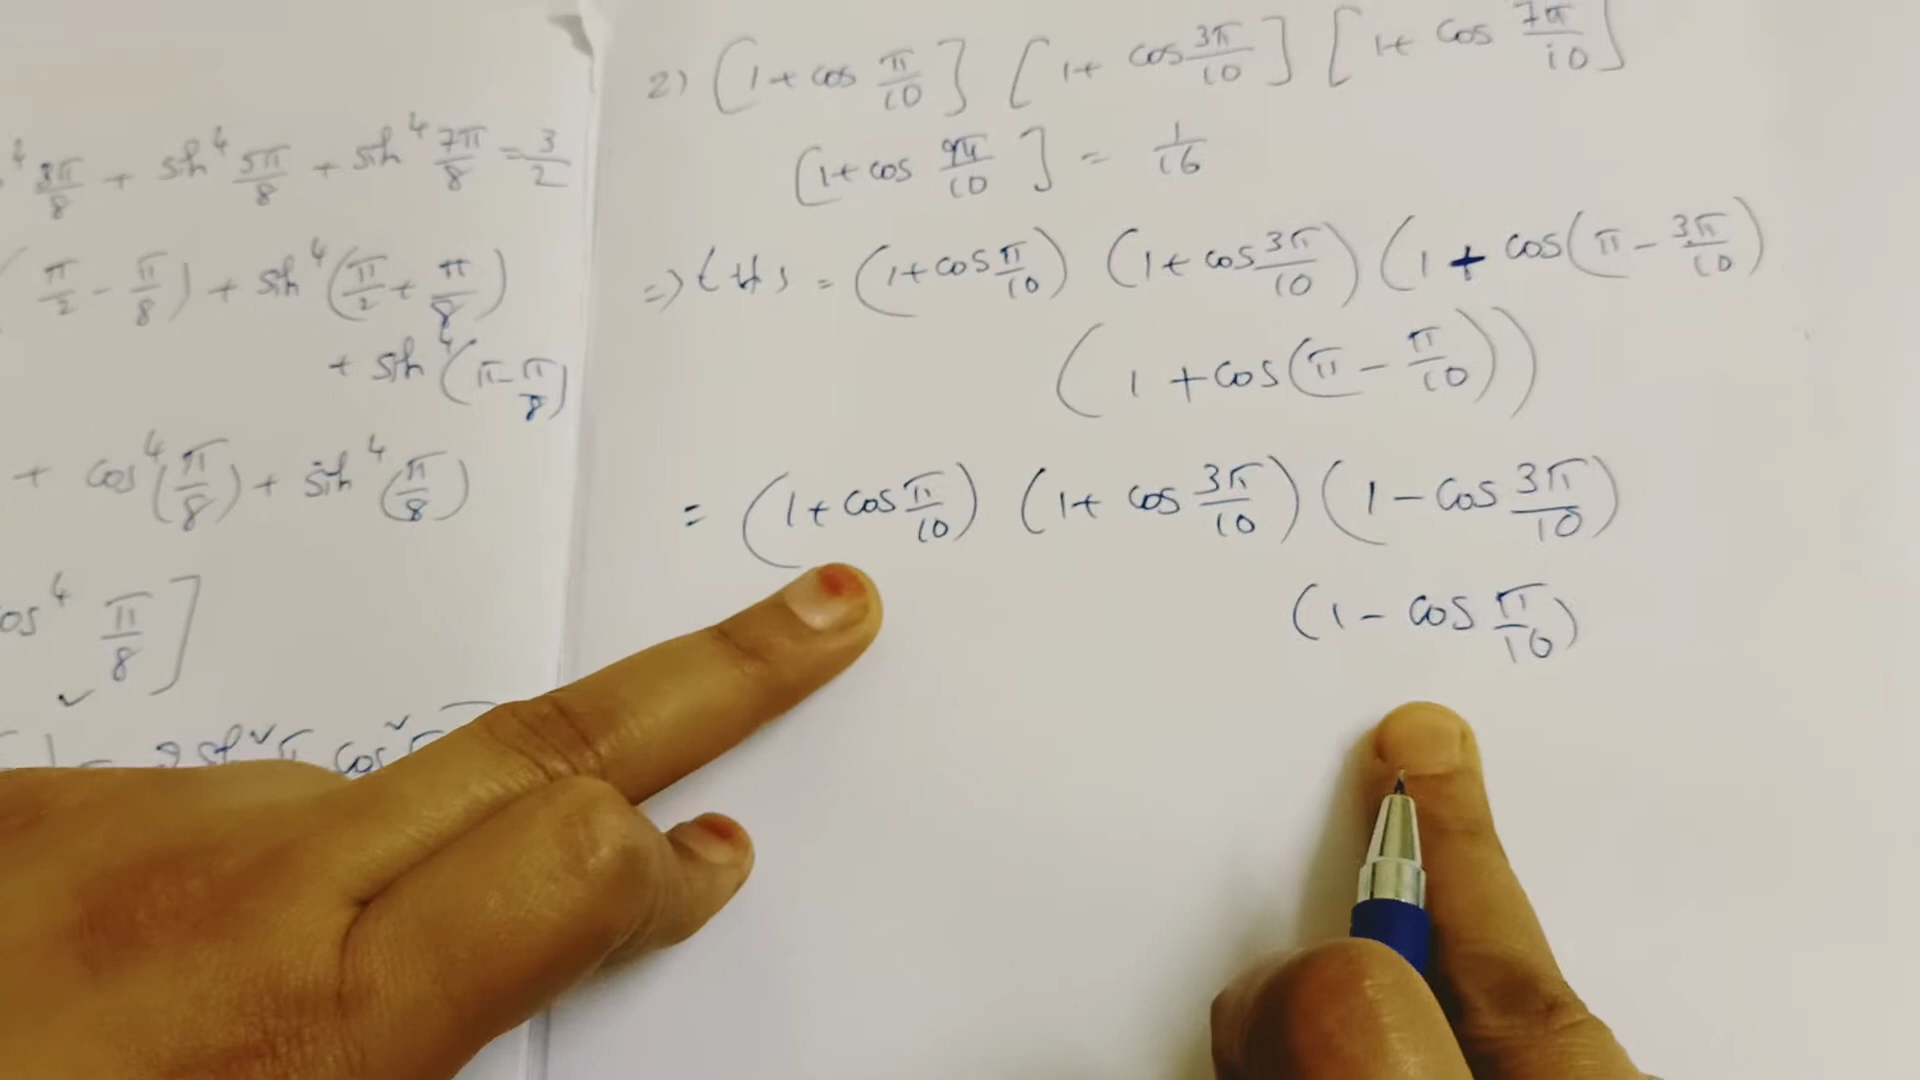 ⁴ 3π/8 + sin⁴ 5π/8 + sin⁴ 7π/8 = 3/2
(π/2 - π/8) + sin⁴(π/2 + π/8)
+ sin⁴(π - π/8)
+ cos⁴(π/8) + sin⁴(π/8)
os⁴ π/8]
2) [1 + cos π/10] [1 + cos 3π/10] [1 + cos 7π/10]
[1 + cos 9π/10] = 1/16
=> LHS = (1 + cos π/10) (1 + cos 3π/10) (1 + cos(π - 3π/10)
(1 + cos(π - π/10))
= (1 + cos π/10) (1 + cos 3π/10) (1 - cos 3π/10)
(1 - cos π/10)